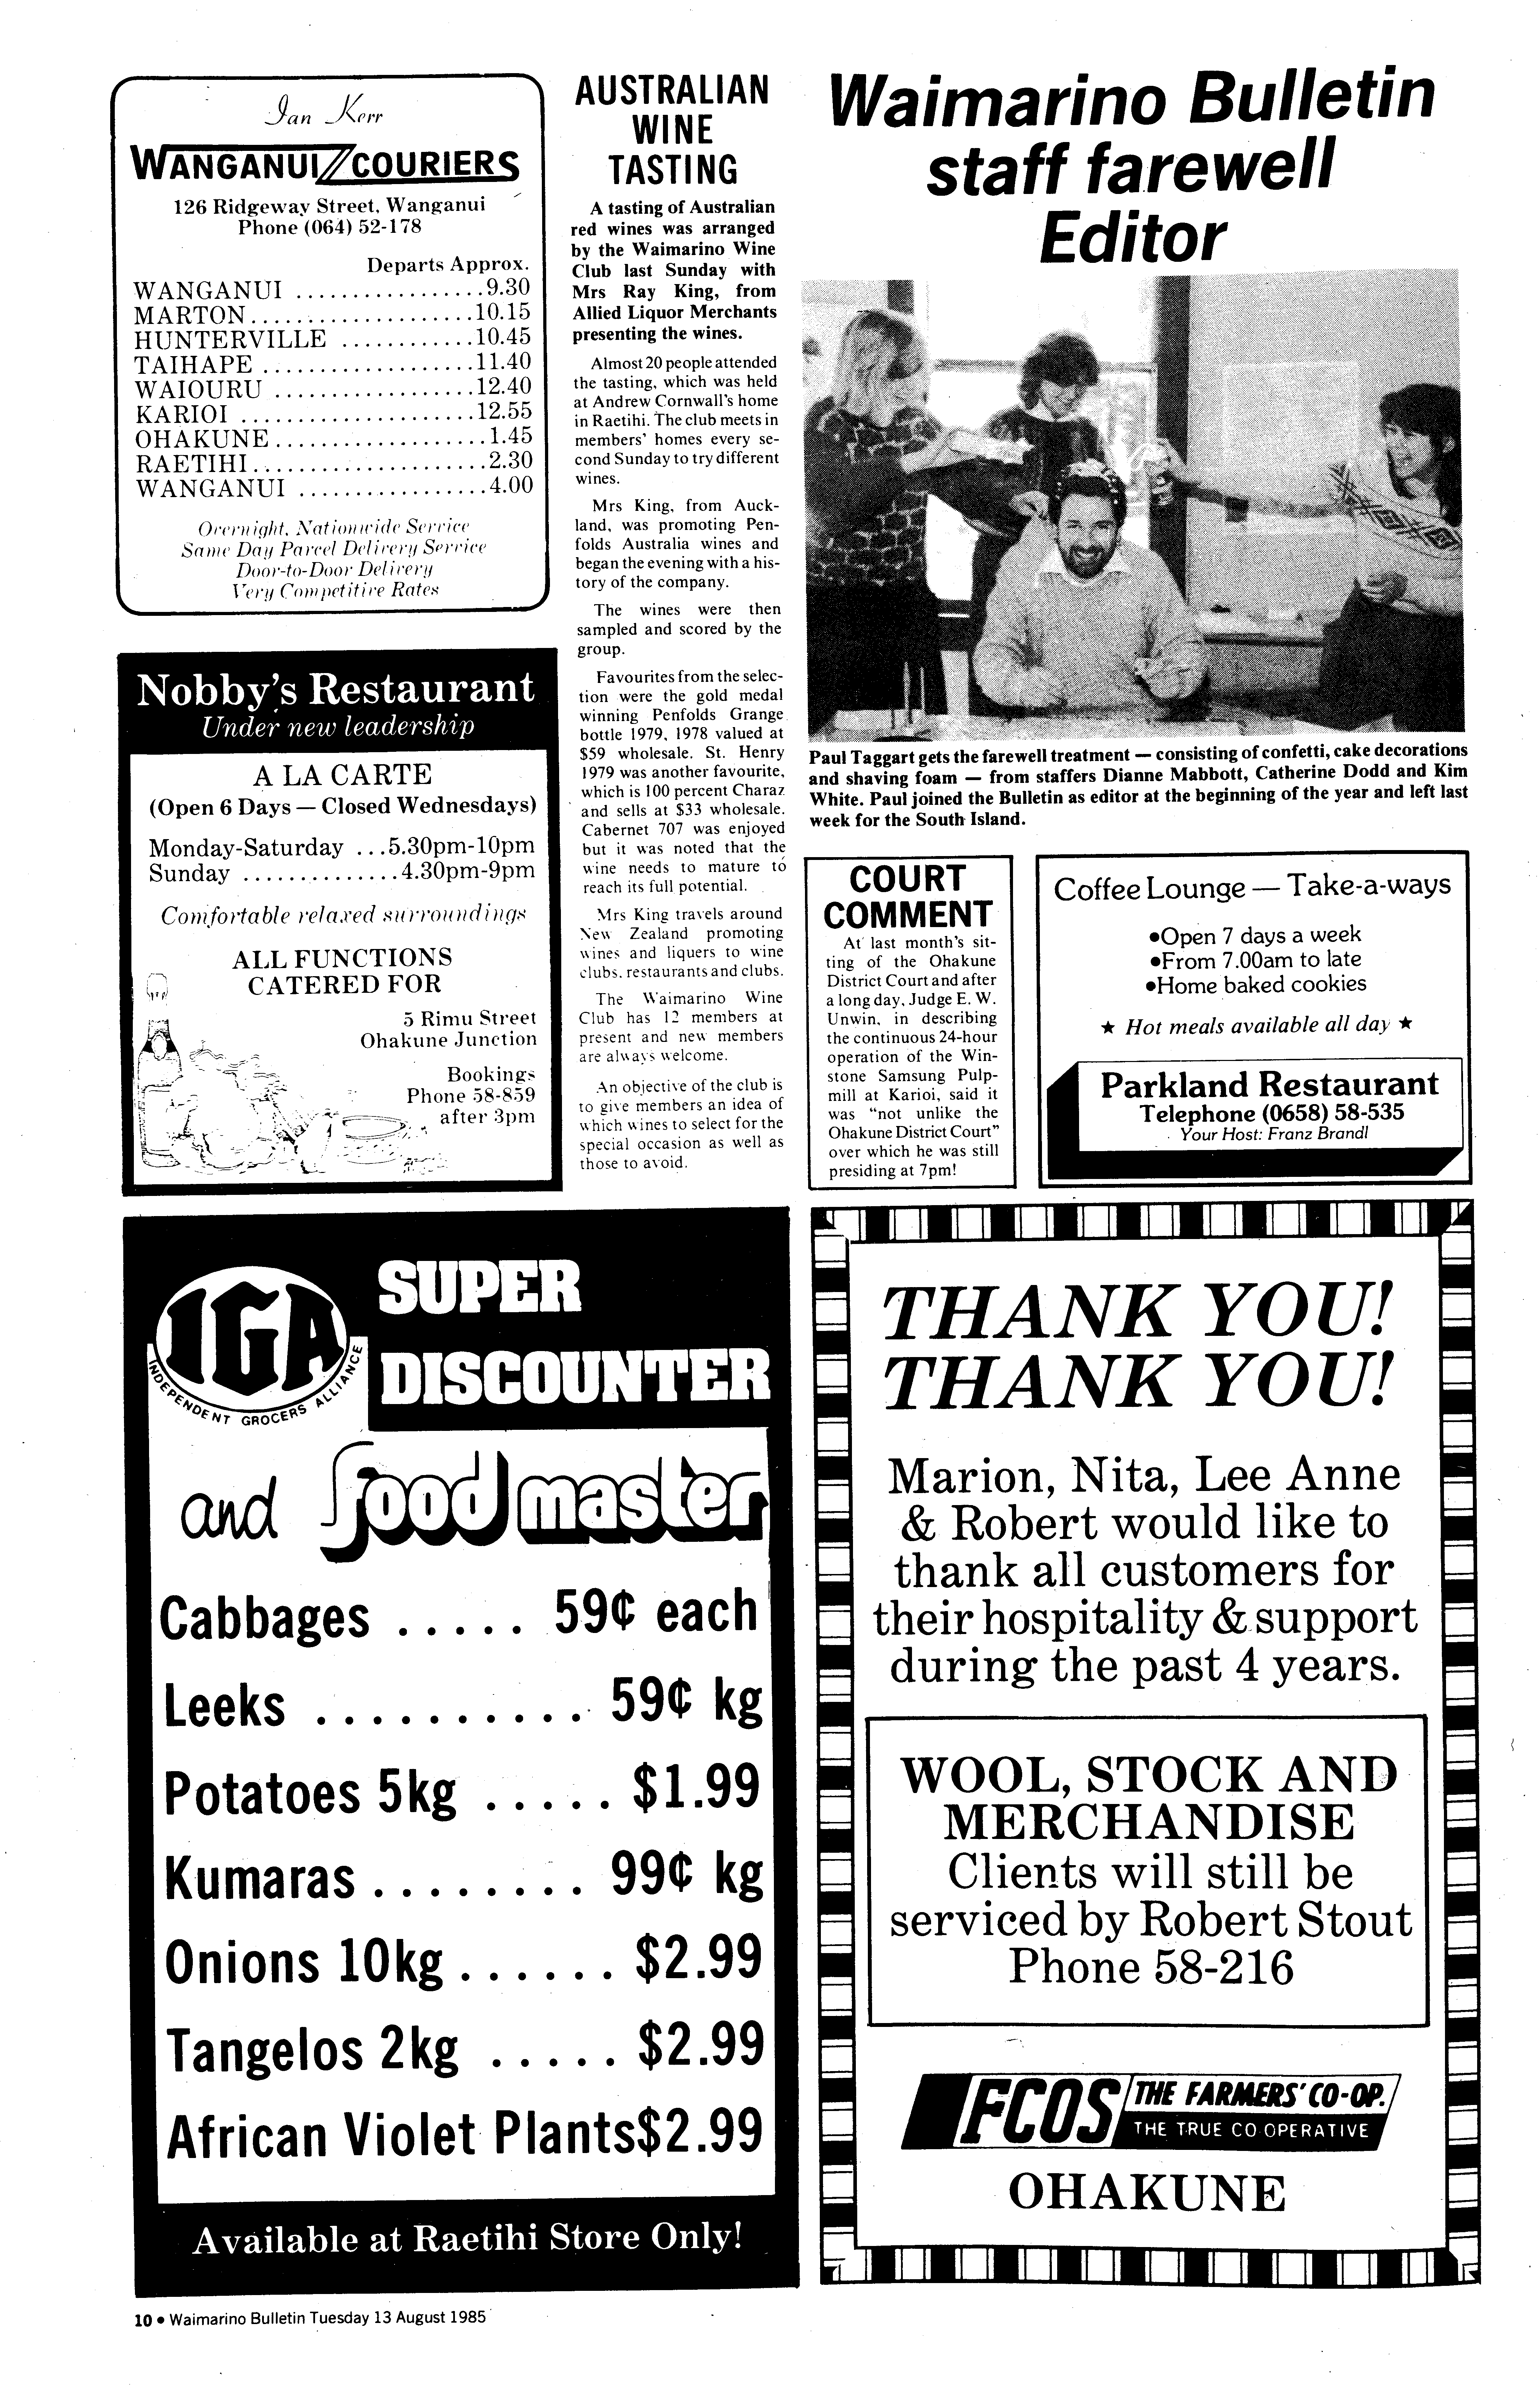 Ian Kerr
WANGANUI COURIERS
126 Ridgeway Street, Wanganui
Phone (064) 52-178
Departs Approx.
WANGANUI .................9.30
MARTON....................10.15
HUNTERVILLE ............10.45
TAIHAPE ...................11.40
WAIOURU ..................12.40
KARIOI .....................12.55
OHAKUNE...................1.45
RAETIHI.....................2.30
WANGANUI .................4.00
Overnight, Nationwide Service
Same Day Parcel Delivery Service
Door-to-Door Delivery
Very Competitive Rates
Nobby's Restaurant
Under new leadership
A LA CARTE
(Open 6 Days — Closed Wednesdays)
Monday-Saturday ...5.30pm-10pm
Sunday ..............4.30pm-9pm
Comfortable relaxed surroundings
ALL FUNCTIONS
CATERED FOR
5 Rimu Street
Ohakune Junction
Bookings
Phone 58-859
after 3pm
AUSTRALIAN
WINE
TASTING
A tasting of Australian
red wines was arranged
by the Waimarino Wine
Club last Sunday with
Mrs Ray King, from
Allied Liquor Merchants
presenting the wines.
Almost 20 people attended
the tasting, which was held
at Andrew Cornwall's home
in Raetihi. The club meets in
members' homes every se-
cond Sunday to try different
wines.
Mrs King, from Auck-
land, was promoting Pen-
folds Australia wines and
began the evening with a his-
tory of the company.
The wines were then
sampled and scored by the
group.
Favourites from the selec-
tion were the gold medal
winning Penfolds Grange
bottle 1979, 1978 valued at
$59 wholesale. St. Henry
1979 was another favourite,
which is 100 percent Charaz
and sells at $33 wholesale.
Cabernet 707 was enjoyed
but it was noted that the
wine needs to mature to
reach its full potential.
Mrs King travels around
New Zealand promoting
wines and liquers to wine
clubs, restaurants and clubs.
The Waimarino Wine
Club has 12 members at
present and new members
are always welcome.
An objective of the club is
to give members an idea of
which wines to select for the
special occasion as well as
those to avoid.
Waimarino Bulletin
staff farewell
Editor
Paul Taggart gets the farewell treatment — consisting of confetti, cake decorations
and shaving foam — from staffers Dianne Mabbott, Catherine Dodd and Kim
White. Paul joined the Bulletin as editor at the beginning of the year and left last
week for the South Island.
COURT
COMMENT
At last month's sit-
ting of the Ohakune
District Court and after
a long day, Judge E. W.
Unwin, in describing
the continuous 24-hour
operation of the Win-
stone Samsung Pulp-
mill at Karioi, said it
was "not unlike the
Ohakune District Court"
over which he was still
presiding at 7pm!
Coffee Lounge — Take-a-ways
●Open 7 days a week
●From 7.00am to late
●Home baked cookies
★ Hot meals available all day ★
Parkland Restaurant
Telephone (0658) 58-535
Your Host: Franz Brandl
IGA
INDEPENDENT GROCERS ALLIANCE
SUPER
DISCOUNTER
and food master
Cabbages ..... 59¢ each
Leeks .......... 59¢ kg
Potatoes 5kg ..... $1.99
Kumaras ........ 99¢ kg
Onions 10kg ...... $2.99
Tangelos 2kg ..... $2.99
African Violet Plants$2.99
Available at Raetihi Store Only!
THANK YOU!
THANK YOU!
Marion, Nita, Lee Anne
& Robert would like to
thank all customers for
their hospitality & support
during the past 4 years.
WOOL, STOCK AND
MERCHANDISE
Clients will still be
serviced by Robert Stout
Phone 58-216
FCOS THE FARMERS' CO-OP.
THE TRUE CO OPERATIVE
OHAKUNE
10 ● Waimarino Bulletin Tuesday 13 August 1985